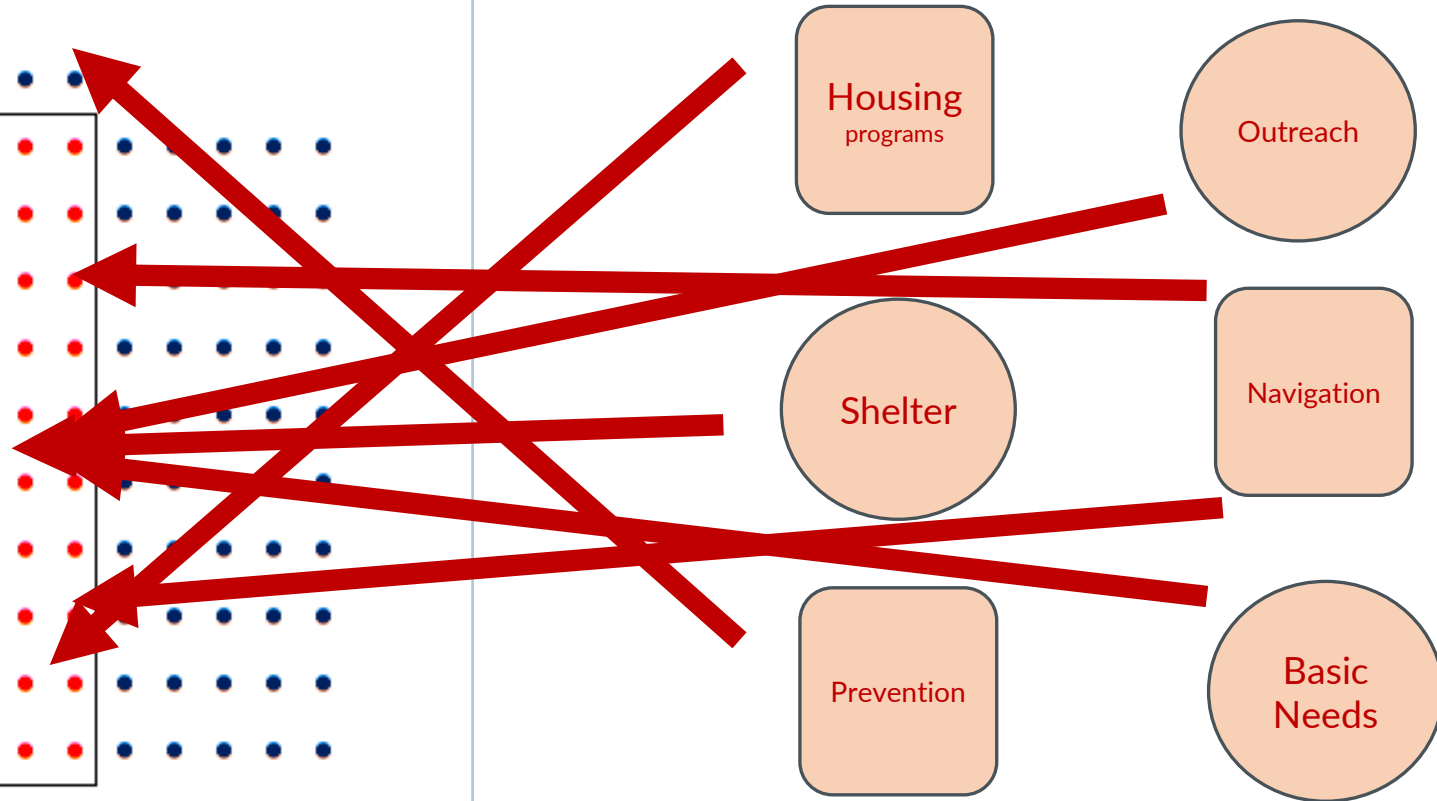 Housing
programs
Outreach
Shelter
Navigation
Prevention
Basic
Needs